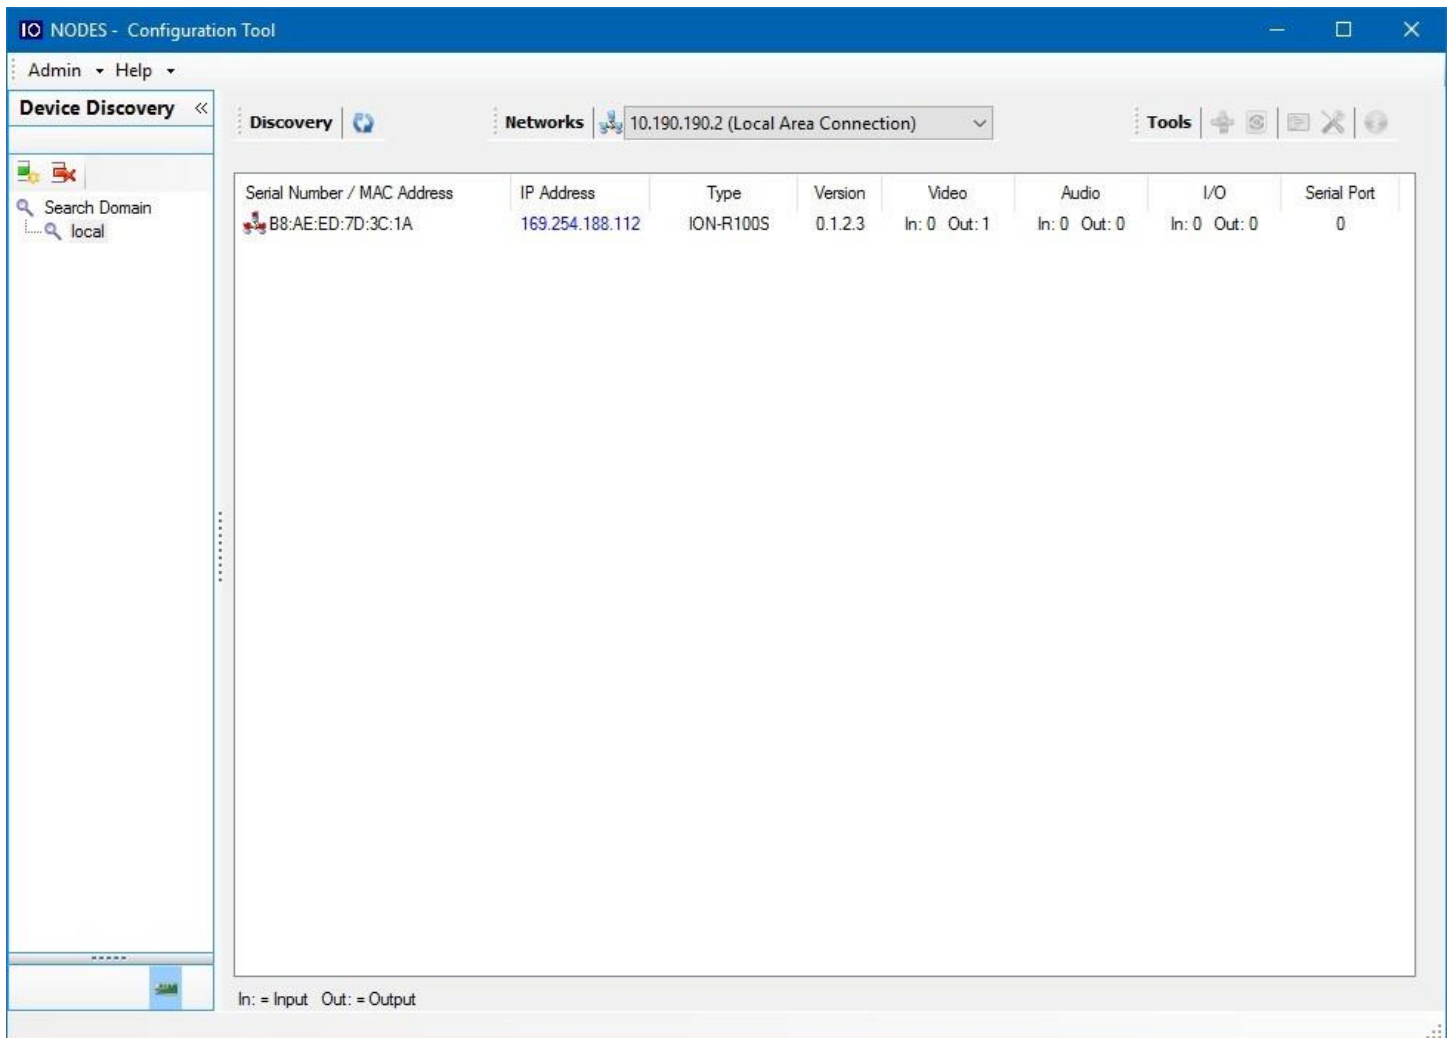 IO NODES - Configuration Tool
Admin Help
Device Discovery «
Discovery Networks 10.190.190.2 (Local Area Connection) Tools
Search Domain
local
Serial Number / MAC Address IP Address Type Version Video Audio I/O Serial Port
B8:AE:ED:7D:3C:1A 169.254.188.112 ION-R100S 0.1.2.3 In: 0 Out: 1 In: 0 Out: 0 In: 0 Out: 0 0
In: = Input Out: = Output